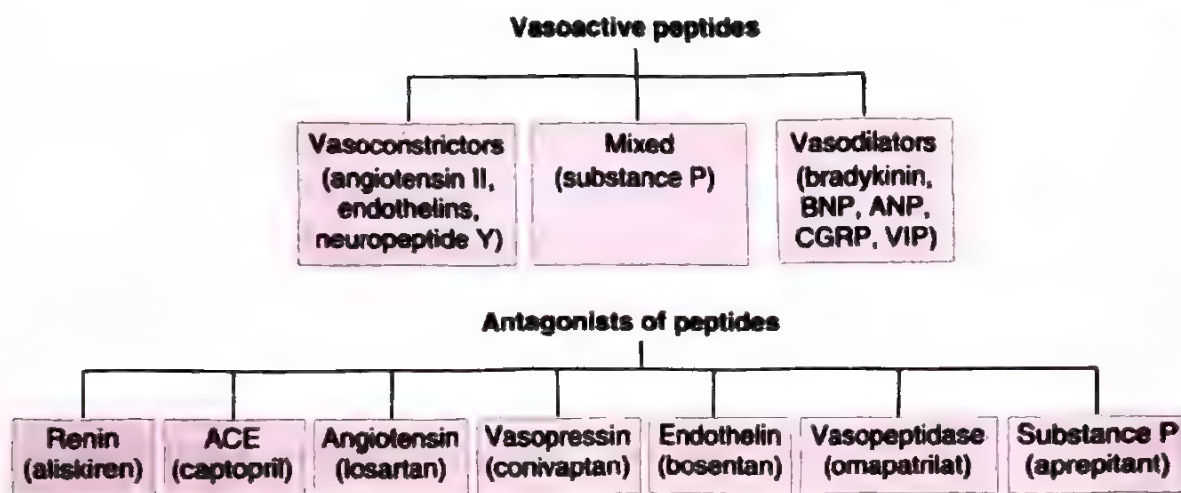 Vasoactive peptides
Vasoconstrictors
(angiotensin II,
endothelins,
neuropeptide Y)
Mixed
(substance P)
Vasodilators
(bradykinin,
BNP, ANP,
CGRP, VIP)
Antagonists of peptides
Renin
(aliskiren)
ACE
(captopril)
Angiotensin
(losartan)
Vasopressin
(conivaptan)
Endothelin
(bosentan)
Vasopeptidase
(omapatrilat)
Substance P
(aprepitant)